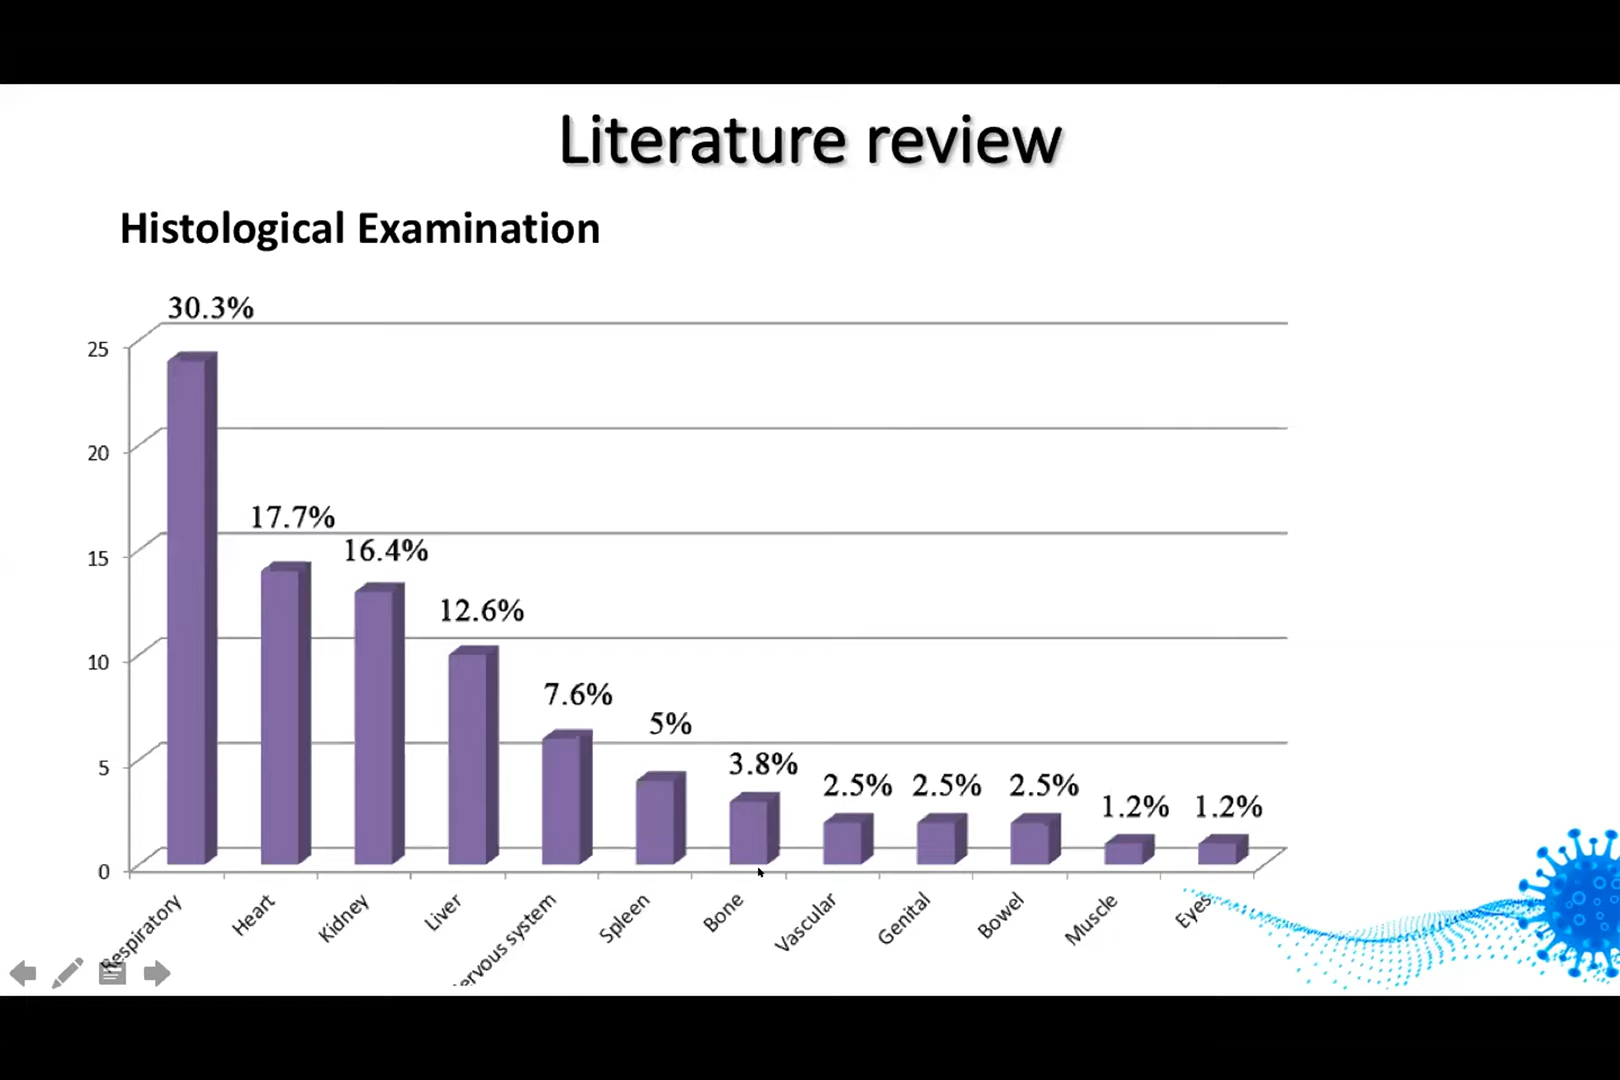 Literature review
Histological Examination
30.3%
17.7%
16.4%
12.6%
7.6%
5%
3.8%
2.5%
2.5%
2.5%
1.2%
1.2%
25
20
15
10
5
0
Respiratory
Heart
Kidney
Liver
ervous system
Spleen
Bone
Vascular
Genital
Bowel
Muscle
Eyes